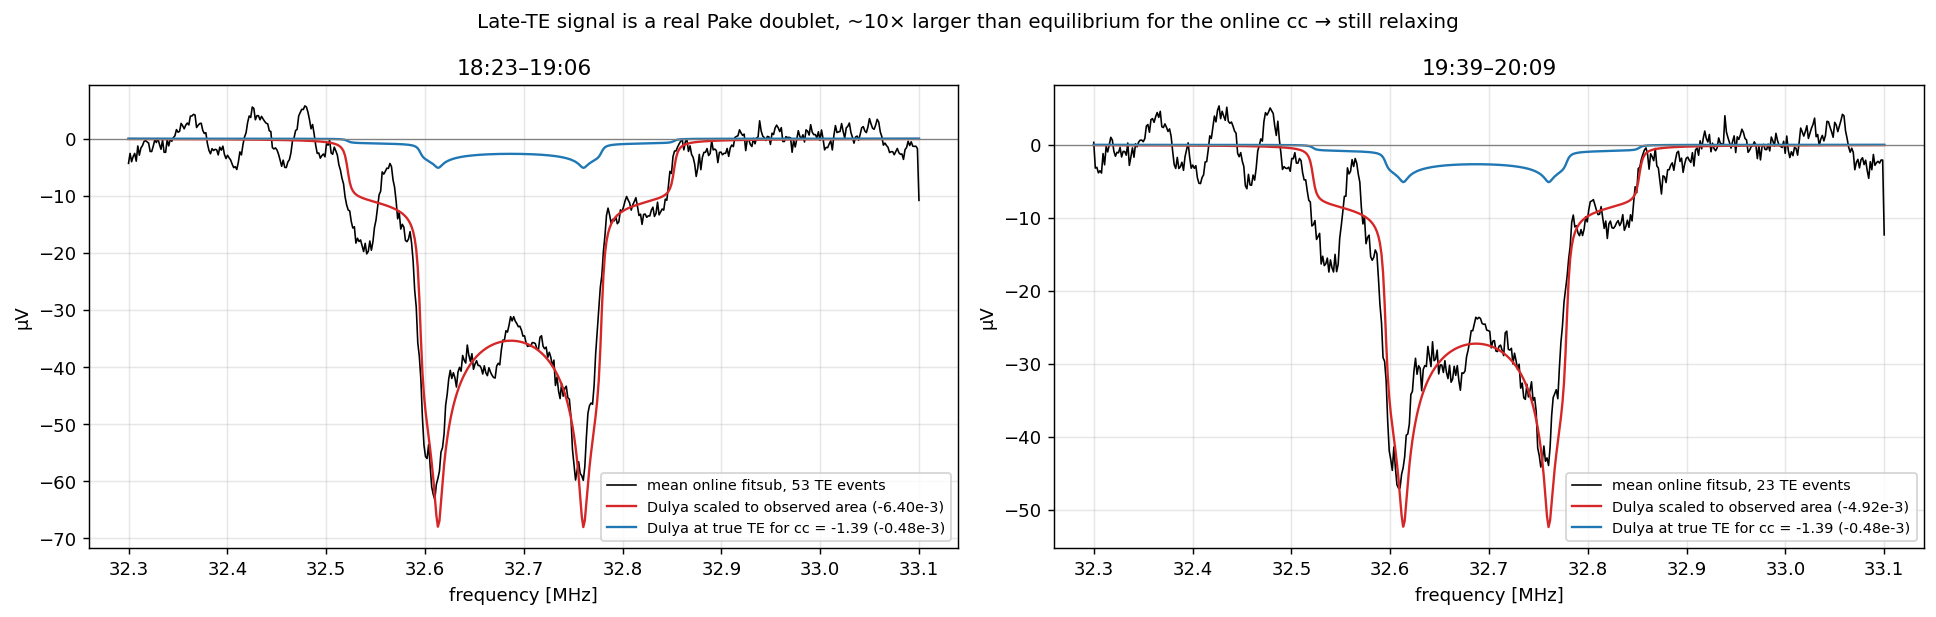 Late-TE signal is a real Pake doublet, ~10× larger than equilibrium for the online cc → still relaxing
18:23–19:06
0
−10
−20
−30
−40
−50
−60
−70
µV
32.3 32.4 32.5 32.6 32.7 32.8 32.9 33.0 33.1
frequency [MHz]
mean online fitsub, 53 TE events
Dulya scaled to observed area (-6.40e-3)
Dulya at true TE for cc = -1.39 (-0.48e-3)
19:39–20:09
0
−10
−20
−30
−40
−50
µV
32.3 32.4 32.5 32.6 32.7 32.8 32.9 33.0 33.1
frequency [MHz]
mean online fitsub, 23 TE events
Dulya scaled to observed area (-4.92e-3)
Dulya at true TE for cc = -1.39 (-0.48e-3)